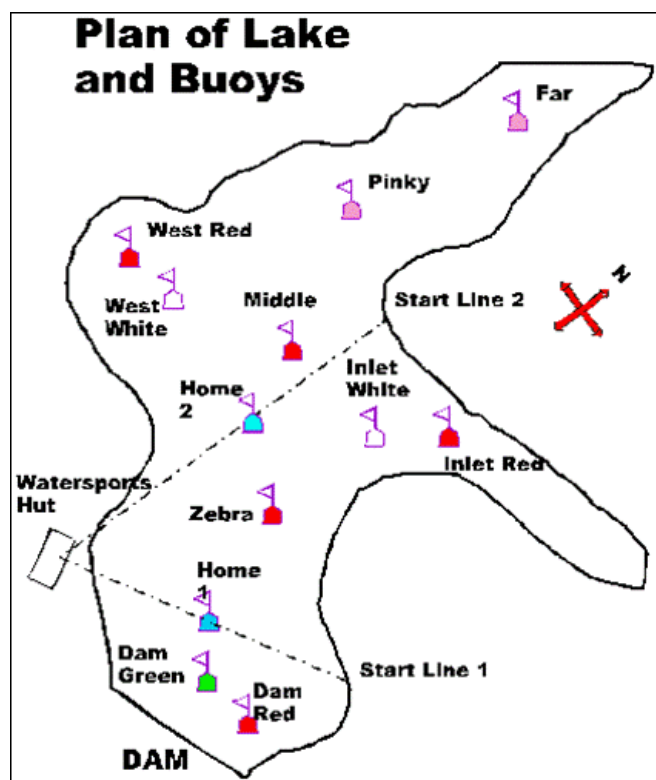 Plan of Lake
and Buoys
Far
Pinky
West Red
N
West
White
Middle
Start Line 2
Home
2
Inlet
White
Inlet Red
Watersports
Hut
Zebra
Home
1
Dam
Green
Start Line 1
Dam
Red
DAM